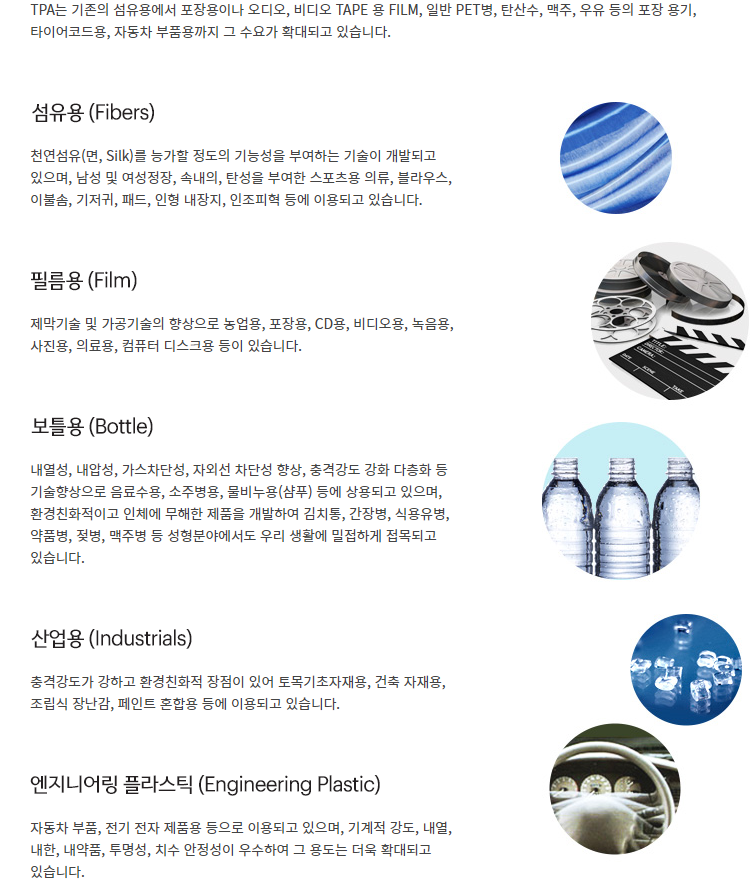 TPA는 기존의 섬유용에서 포장용이나 오디오, 비디오 TAPE 용 FILM, 일반 PET병, 탄산수, 맥주, 우유 등의 포장 용기,
타이어코드용, 자동차 부품용까지 그 수요가 확대되고 있습니다.
섬유용 (Fibers)
천연섬유(면, Silk)를 능가할 정도의 기능성을 부여하는 기술이 개발되고
있으며, 남성 및 여성정장, 속내의, 탄성을 부여한 스포츠용 의류, 블라우스,
이불솜, 기저귀, 패드, 인형 내장지, 인조피혁 등에 이용되고 있습니다.
필름용 (Film)
제막기술 및 가공기술의 향상으로 농업용, 포장용, CD용, 비디오용, 녹음용,
사진용, 의료용, 컴퓨터 디스크용 등이 있습니다.
TITLE
DIRECTOR:
CAMERA:
DATE SCENE TAKE
보틀용 (Bottle)
내열성, 내압성, 가스차단성, 자외선 차단성 향상, 충격강도 강화 다층화 등
기술향상으로 음료수용, 소주병용, 물비누용(샴푸) 등에 상용되고 있으며,
환경친화적이고 인체에 무해한 제품을 개발하여 김치통, 간장병, 식용유병,
약품병, 젖병, 맥주병 등 성형분야에서도 우리 생활에 밀접하게 접목되고
있습니다.
산업용 (Industrials)
충격강도가 강하고 환경친화적 장점이 있어 토목기초자재용, 건축 자재용,
조립식 장난감, 페인트 혼합용 등에 이용되고 있습니다.
엔지니어링 플라스틱 (Engineering Plastic)
자동차 부품, 전기 전자 제품용 등으로 이용되고 있으며, 기계적 강도, 내열,
내한, 내약품, 투명성, 치수 안정성이 우수하여 그 용도는 더욱 확대되고
있습니다.